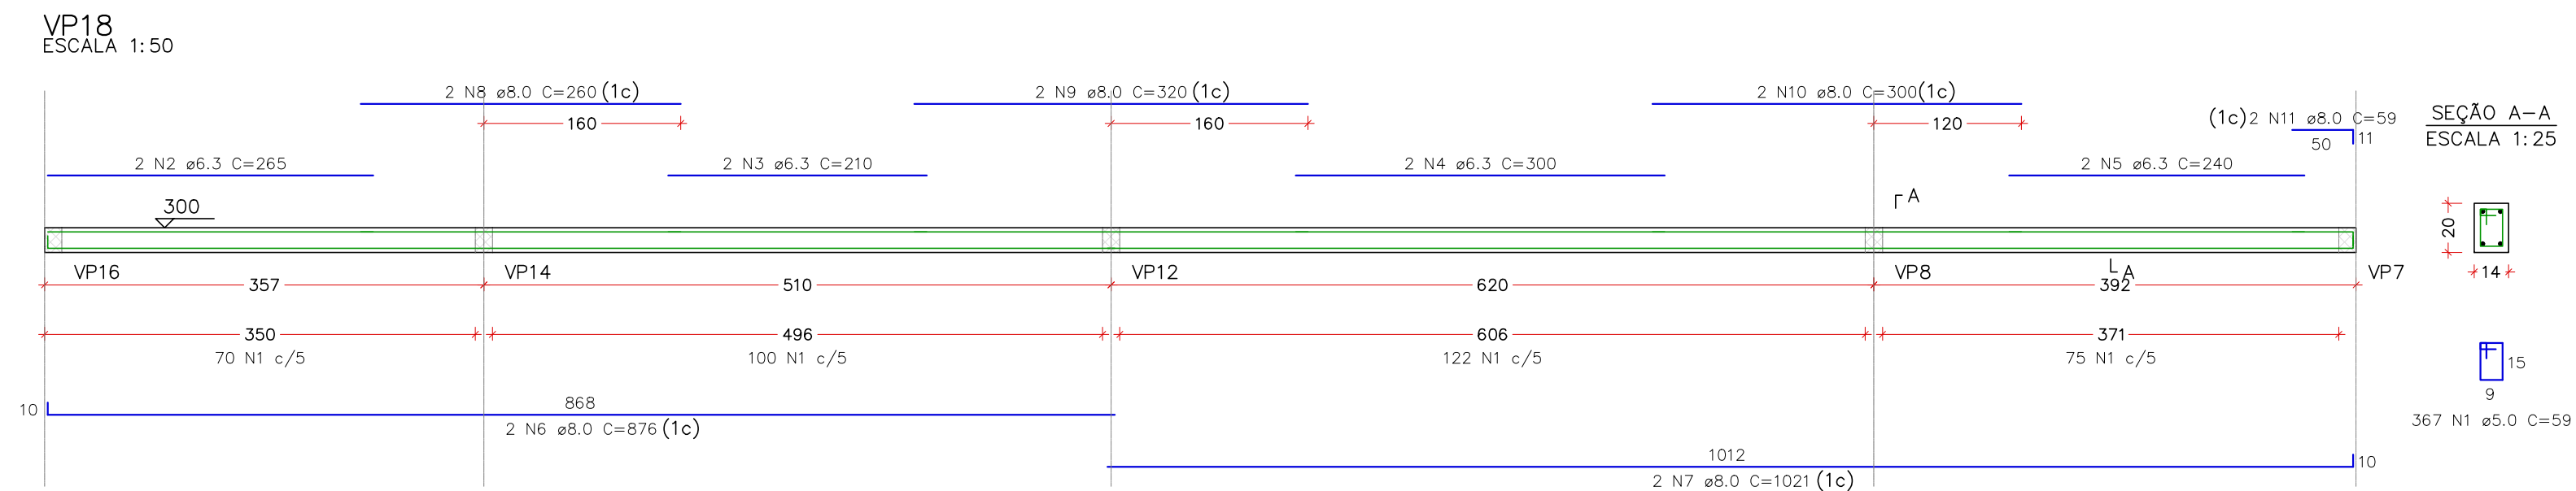 VP18
ESCALA 1:50
2 N8 ø8.0 C=260 (1c)
2 N9 ø8.0 C=320 (1c)
2 N10 ø8.0 C=300(1c)
160
160
120
(1c)2 N11 ø8.0 C=59
50
11
SEÇÃO A-A
ESCALA 1:25
2 N2 ø6.3 C=265
2 N3 ø6.3 C=210
2 N4 ø6.3 C=300
2 N5 ø6.3 C=240
300
A
20
14
VP16
VP14
VP12
VP8
A
VP7
357
510
620
392
350
496
606
371
70 N1 c/5
100 N1 c/5
122 N1 c/5
75 N1 c/5
15
9
367 N1 ø5.0 C=59
10
868
2 N6 ø8.0 C=876 (1c)
1012
10
2 N7 ø8.0 C=1021 (1c)